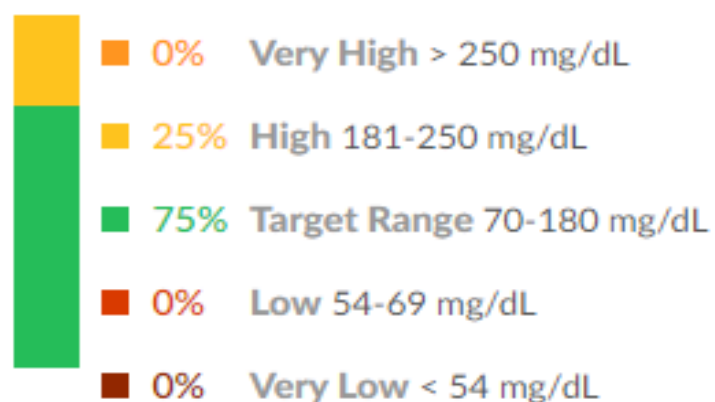 0% Very High > 250 mg/dL
25% High 181-250 mg/dL
75% Target Range 70-180 mg/dL
0% Low 54-69 mg/dL
0% Very Low < 54 mg/dL